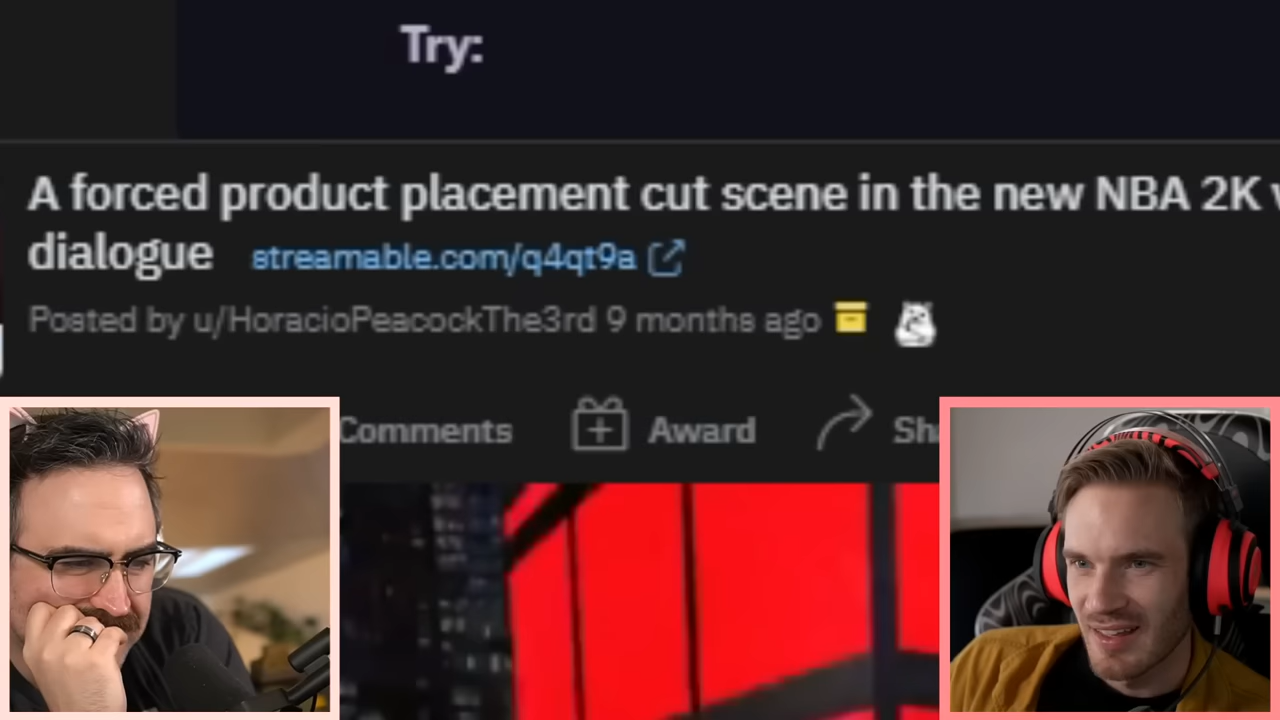 Try:
A forced product placement cut scene in the new NBA 2K
dialogue streamable.com/q4qt9a
Posted by u/HoracioPeacockThe3rd 9 months ago
Comments Award Sh